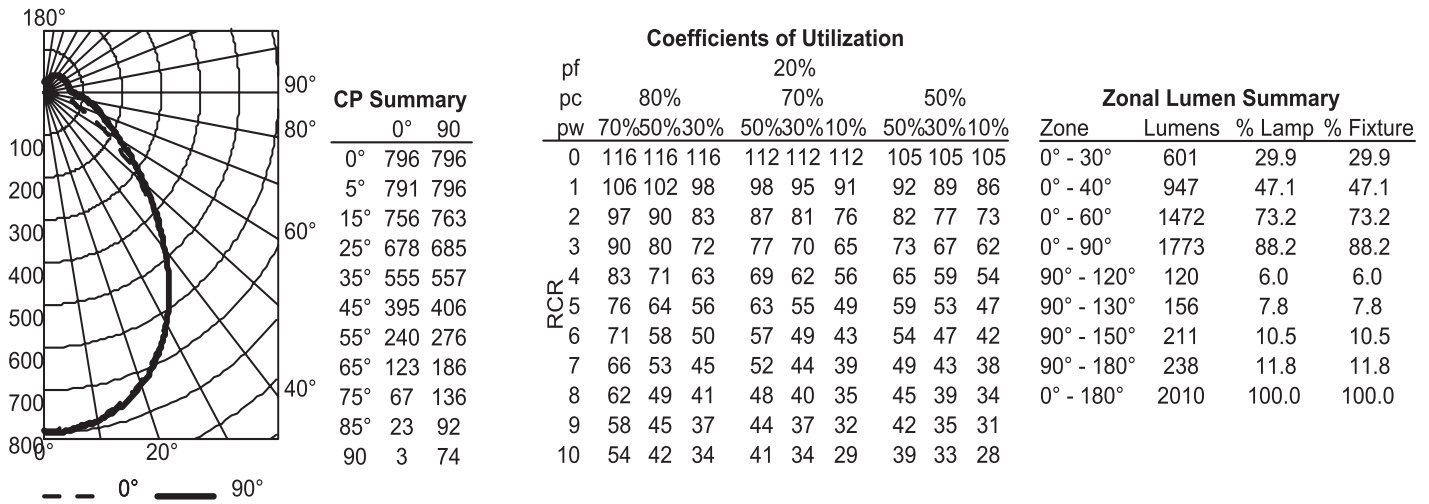 180°
90°
80°
60°
40°
20°
0°
100
200
300
400
500
600
700
800
0° 90°
CP Summary
0° 90
0° 796 796
5° 791 796
15° 756 763
25° 678 685
35° 555 557
45° 395 406
55° 240 276
65° 123 186
75° 67 136
85° 23 92
90 3 74
Coefficients of Utilization
pf 20%
pc 80% 70% 50%
pw 70%50%30% 50%30%10% 50%30%10%
RCR
0 116 116 116 112 112 112 105 105 105
1 106 102 98 98 95 91 92 89 86
2 97 90 83 87 81 76 82 77 73
3 90 80 72 77 70 65 73 67 62
4 83 71 63 69 62 56 65 59 54
5 76 64 56 63 55 49 59 53 47
6 71 58 50 57 49 43 54 47 42
7 66 53 45 52 44 39 49 43 38
8 62 49 41 48 40 35 45 39 34
9 58 45 37 44 37 32 42 35 31
10 54 42 34 41 34 29 39 33 28
Zonal Lumen Summary
Zone Lumens % Lamp % Fixture
0° - 30° 601 29.9 29.9
0° - 40° 947 47.1 47.1
0° - 60° 1472 73.2 73.2
0° - 90° 1773 88.2 88.2
90° - 120° 120 6.0 6.0
90° - 130° 156 7.8 7.8
90° - 150° 211 10.5 10.5
90° - 180° 238 11.8 11.8
0° - 180° 2010 100.0 100.0